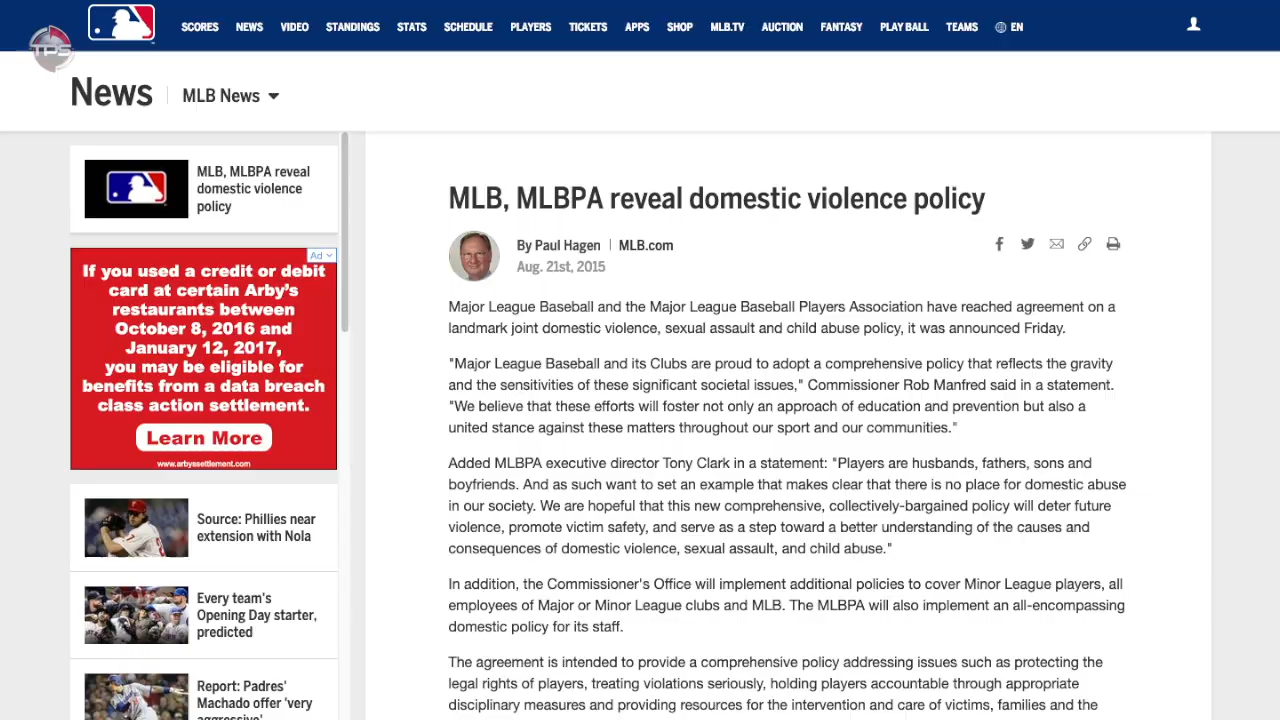 SCORES NEWS VIDEO STANDINGS STATS SCHEDULE PLAYERS TICKETS APPS SHOP MLB.TV AUCTION FANTASY PLAY BALL TEAMS EN
TPS
News MLB News
MLB, MLBPA reveal
domestic violence
policy
Ad
If you used a credit or debit
card at certain Arby's
restaurants between
October 8, 2016 and
January 12, 2017,
you may be eligible for
benefits from a data breach
class action settlement.
Learn More
www.arbyssettlement.com
Source: Phillies near
extension with Nola
Every team's
Opening Day starter,
predicted
Report: Padres'
Machado offer 'very
aggressive'
MLB, MLBPA reveal domestic violence policy
By Paul Hagen MLB.com
Aug. 21st, 2015
Major League Baseball and the Major League Baseball Players Association have reached agreement on a
landmark joint domestic violence, sexual assault and child abuse policy, it was announced Friday.
"Major League Baseball and its Clubs are proud to adopt a comprehensive policy that reflects the gravity
and the sensitivities of these significant societal issues," Commissioner Rob Manfred said in a statement.
"We believe that these efforts will foster not only an approach of education and prevention but also a
united stance against these matters throughout our sport and our communities."
Added MLBPA executive director Tony Clark in a statement: "Players are husbands, fathers, sons and
boyfriends. And as such want to set an example that makes clear that there is no place for domestic abuse
in our society. We are hopeful that this new comprehensive, collectively-bargained policy will deter future
violence, promote victim safety, and serve as a step toward a better understanding of the causes and
consequences of domestic violence, sexual assault, and child abuse."
In addition, the Commissioner's Office will implement additional policies to cover Minor League players, all
employees of Major or Minor League clubs and MLB. The MLBPA will also implement an all-encompassing
domestic policy for its staff.
The agreement is intended to provide a comprehensive policy addressing issues such as protecting the
legal rights of players, treating violations seriously, holding players accountable through appropriate
disciplinary measures and providing resources for the intervention and care of victims, families and the